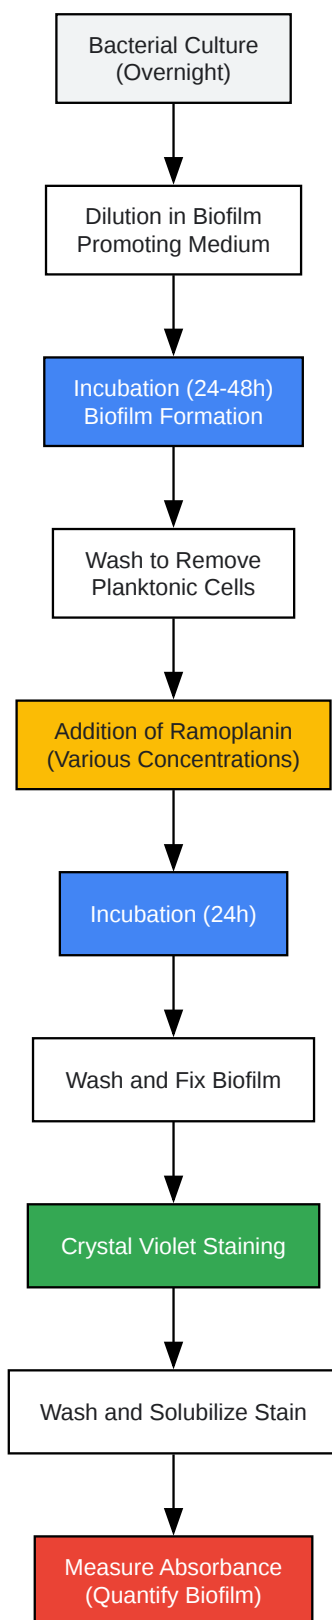 Bacterial Culture
(Overnight)
Dilution in Biofilm
Promoting Medium
Incubation (24-48h)
Biofilm Formation
Wash to Remove
Planktonic Cells
Addition of Ramoplanin
(Various Concentrations)
Incubation (24h)
Wash and Fix Biofilm
Crystal Violet Staining
Wash and Solubilize Stain
Measure Absorbance
(Quantify Biofilm)